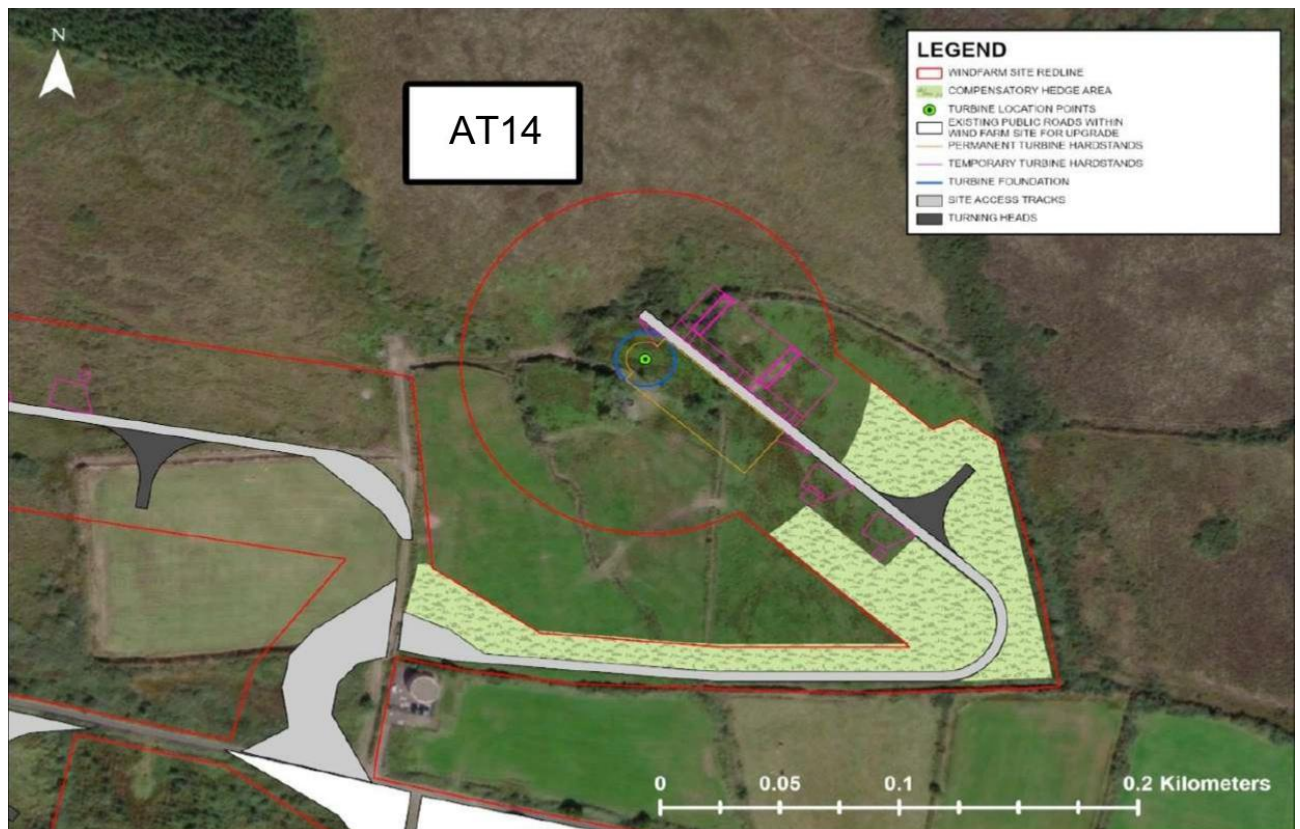 N
AT14
LEGEND
WINDFARM SITE REDLINE
COMPENSATORY HEDGE AREA
TURBINE LOCATION POINTS
EXISTING PUBLIC ROADS WITHIN
WIND FARM SITE FOR UPGRADE
PERMANENT TURBINE HARDSTANDS
TEMPORARY TURBINE HARDSTANDS
TURBINE FOUNDATION
SITE ACCESS TRACKS
TURNING HEADS
0 0.05 0.1 0.2 Kilometers